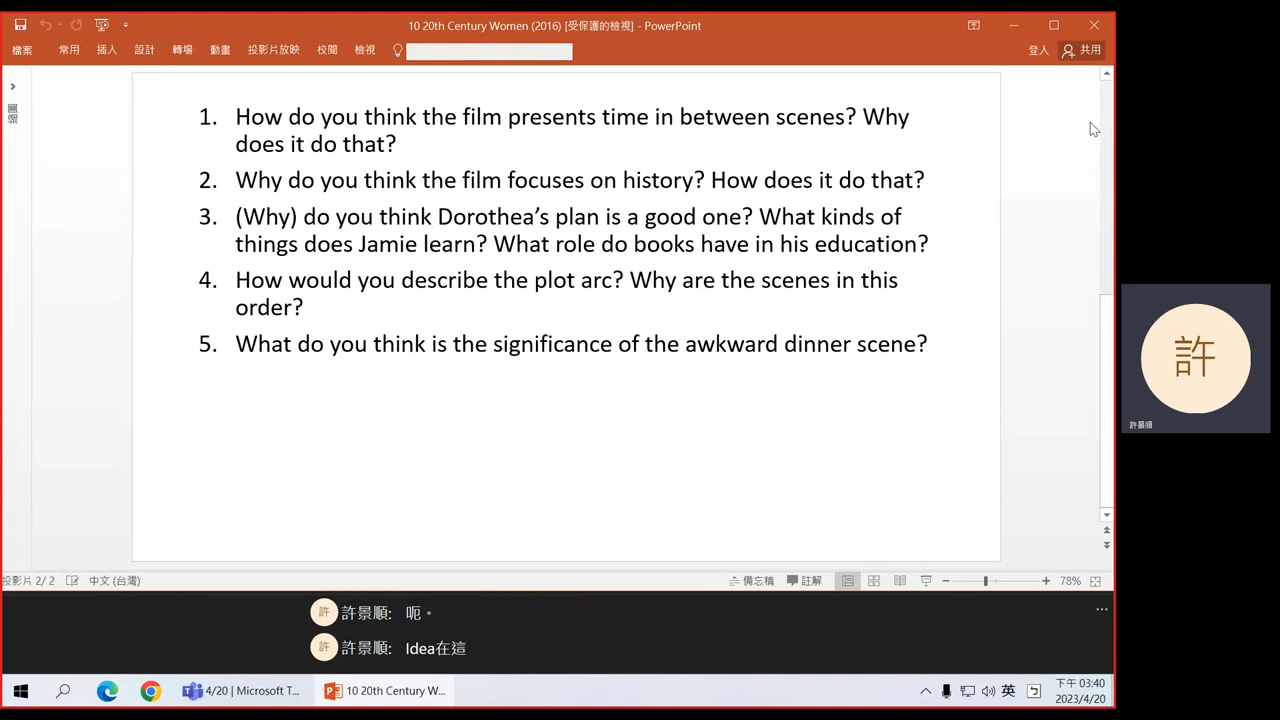 10 20th Century Women (2016) [受保護的檢視] - PowerPoint
檔案 常用 插入 設計 轉場 動畫 投影片放映 校閱 檢視 登入 共用
縮圖
1. How do you think the film presents time in between scenes? Why
does it do that?
2. Why do you think the film focuses on history? How does it do that?
3. (Why) do you think Dorothea's plan is a good one? What kinds of
things does Jamie learn? What role do books have in his education?
4. How would you describe the plot arc? Why are the scenes in this
order?
5. What do you think is the significance of the awkward dinner scene?
許
許景順
投影片 2/2 中文 (台灣) 備忘稿 註解 78%
許 許景順: 呃。
許 許景順: Idea在這
4/20 | Microsoft T... 10 20th Century W... 英 下午 03:40
2023/4/20